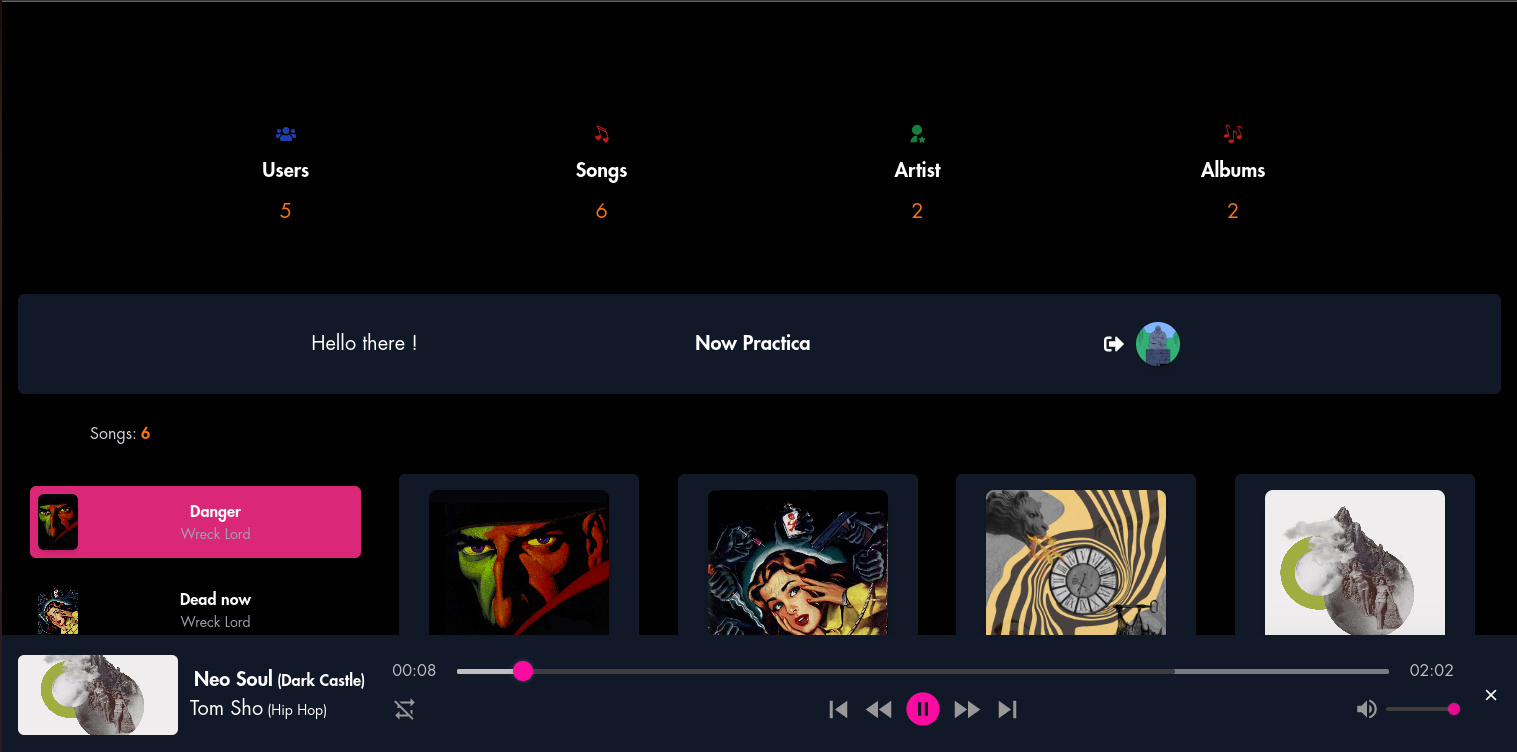 Users
Songs
Artist
Albums
5
6
2
2
Hello there !
Now Practica
Songs: 6
Danger
Wreck Lord
Dead now
Wreck Lord
Neo Soul (Dark Castle)
Tom Sho (Hip Hop)
00:08
02:02